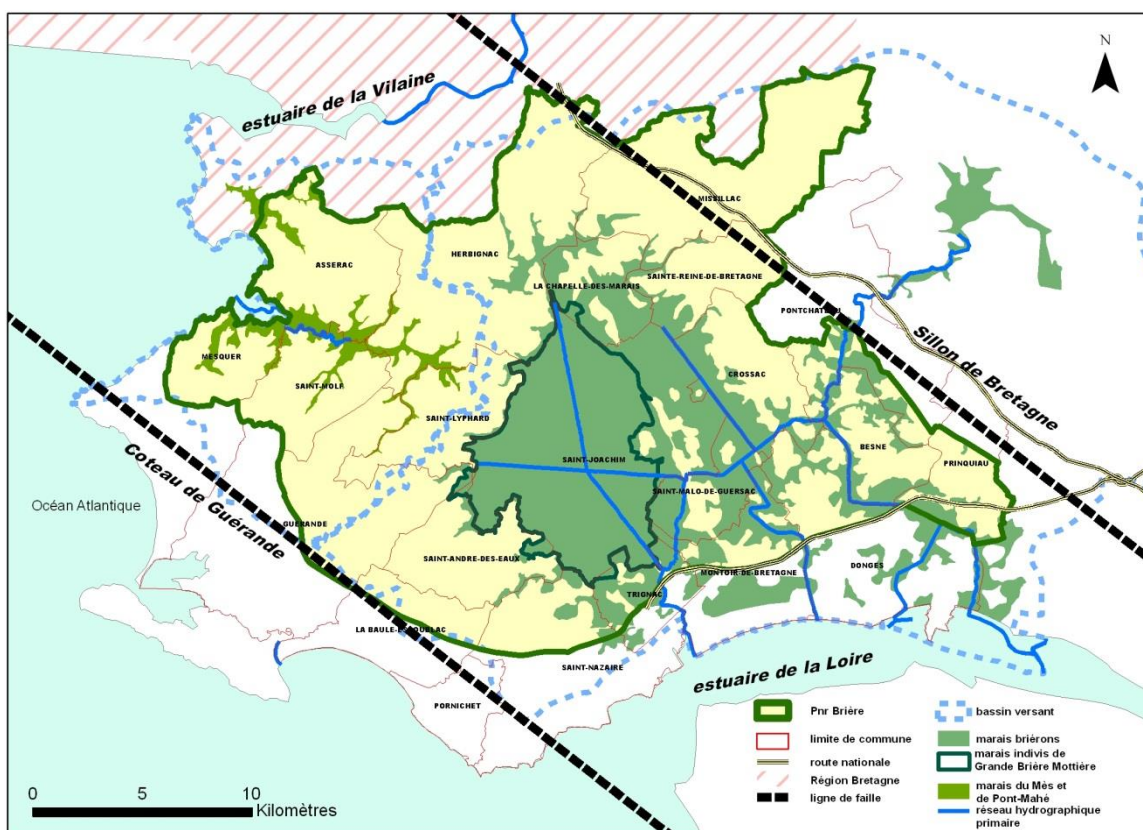 N
estuaire de la Vilaine
MISSILLAC
HERBIGNAC
ASSERAC
SAINTE-REINE-DE-BRETAGNE
LA CHAPELLE-DES-MARAIS
PONTCHATEAU
Sillon de Bretagne
MESQUER
CROSSAC
SAINT-MOLF
SAINT-LYPHARD
BESNE
PRINQUIAU
SAINT-JOACHIM
Coteau de Guérande
SAINT-MALO-DE-GUERSAC
Océan Atlantique
GUÉRANDE
SAINT-ANDRE-DES-EAUX
MONTOIR-DE-BRETAGNE
DONGES
TRIGNAC
LA BAULE-ESCOUBLAC
SAINT-NAZAIRE
estuaire de la Loire
PORNICHET
Pnr Brière
limite de commune
route nationale
Région Bretagne
ligne de faille
bassin versant
marais briérons
marais indivis de
Grande Brière Mottière
marais du Mès et
de Pont-Mahé
réseau hydrographique
primaire
0 5 10
Kilomètres